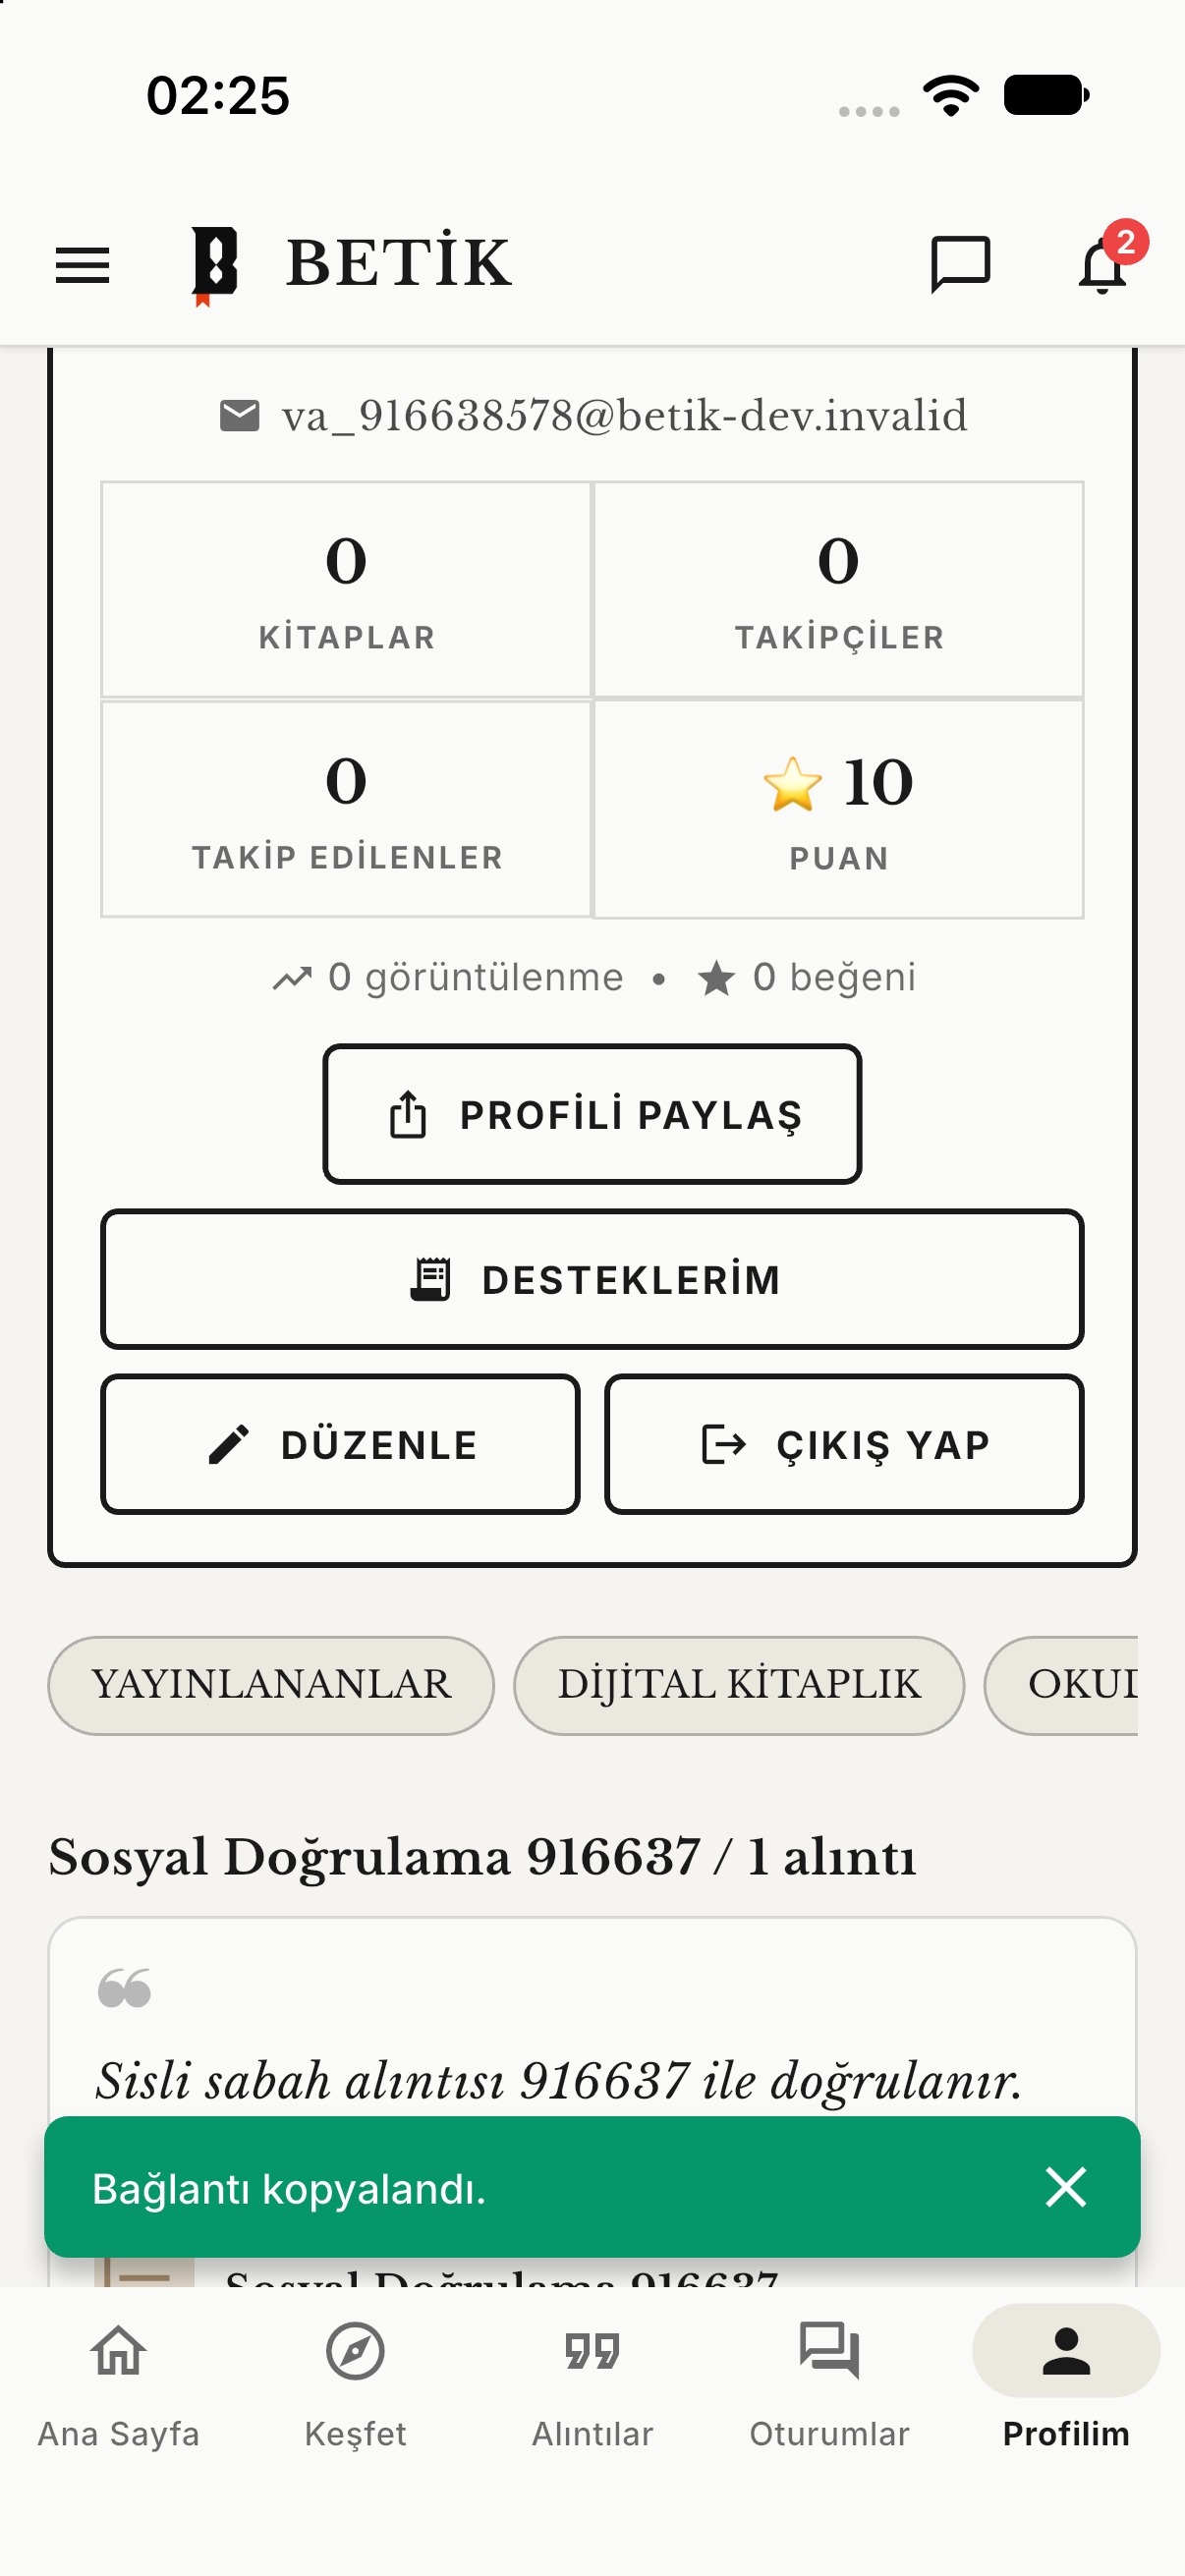 02:25
BETİK
2
va_916638578@betik-dev.invalid
0
KİTAPLAR
0
TAKİPÇİLER
0
TAKİP EDİLENLER
10
PUAN
0 görüntülenme • 0 beğeni
PROFİLİ PAYLAŞ
DESTEKLERİM
DÜZENLE
ÇIKIŞ YAP
YAYINLANANLAR
DİJİTAL KİTAPLIK
Sosyal Doğrulama 916637 / 1 alıntı
Sisli sabah alıntısı 916637 ile doğrulanır.
Bağlantı kopyalandı.
Sosyal Doğrulama 916637
Ana Sayfa
Keşfet
Alıntılar
Oturumlar
Profilim